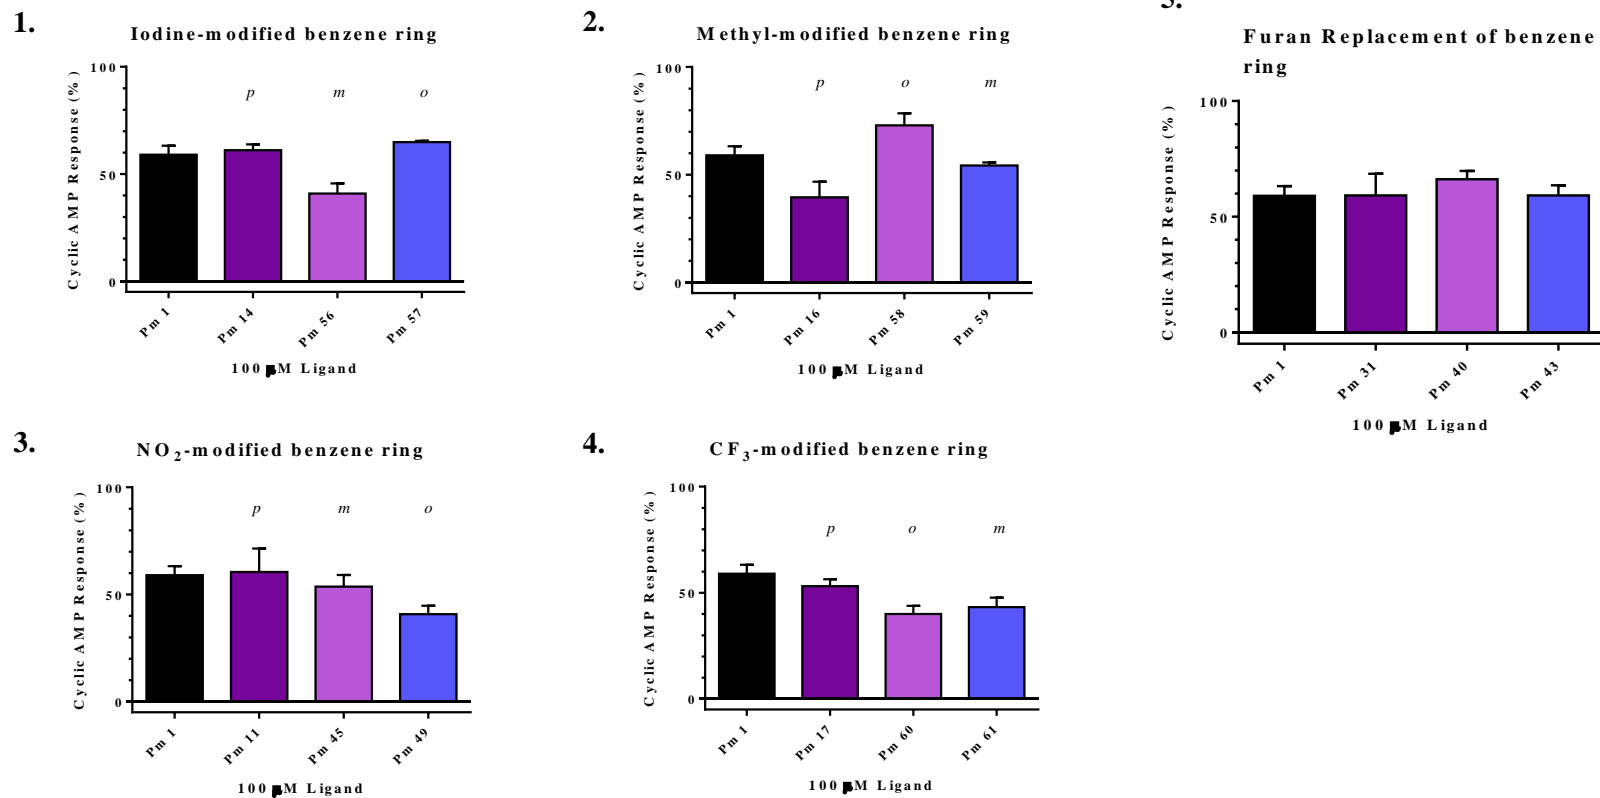 1.
Iodine-modified benzene ring
Cyclic AMP Response (%)
100
50
0
p m o
Pm 1 Pm 14 Pm 56 Pm 57
100 µM Ligand
2.
Methyl-modified benzene ring
Cyclic AMP Response (%)
100
50
0
p o m
Pm 1 Pm 16 Pm 58 Pm 59
100 µM Ligand
5.
Furan Replacement of benzene
ring
Cyclic AMP Response (%)
100
50
0
Pm 1 Pm 31 Pm 40 Pm 43
100 µM Ligand
3.
NO2-modified benzene ring
Cyclic AMP Response (%)
100
50
0
p m o
Pm 1 Pm 11 Pm 45 Pm 49
100 µM Ligand
4.
CF3-modified benzene ring
Cyclic AMP Response (%)
100
50
0
p o m
Pm 1 Pm 17 Pm 60 Pm 61
100 µM Ligand